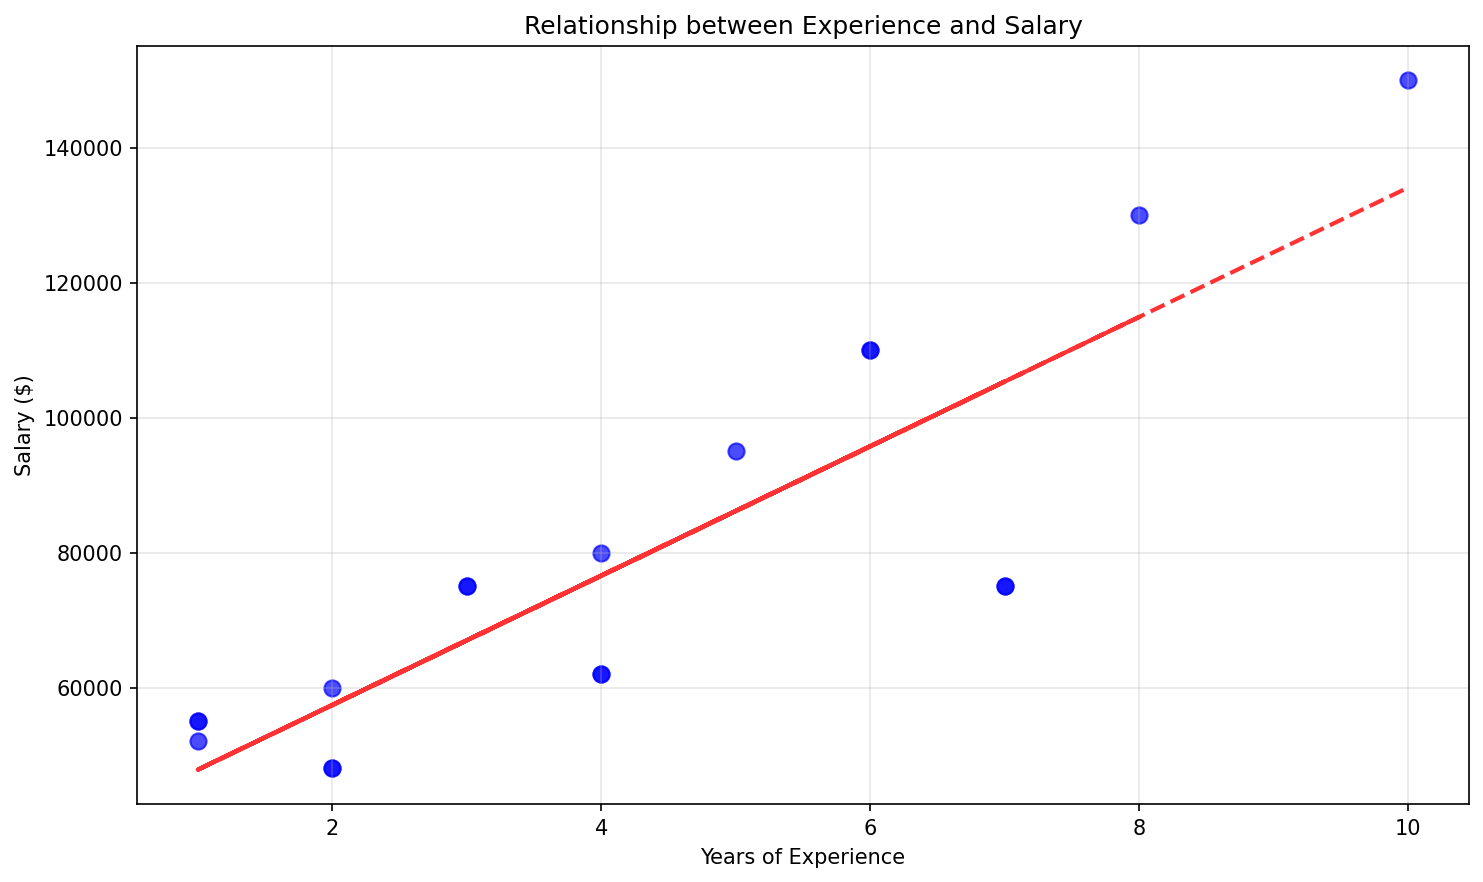 Relationship between Experience and Salary
Salary ($)
140000
120000
100000
80000
60000
2 4 6 8 10
Years of Experience